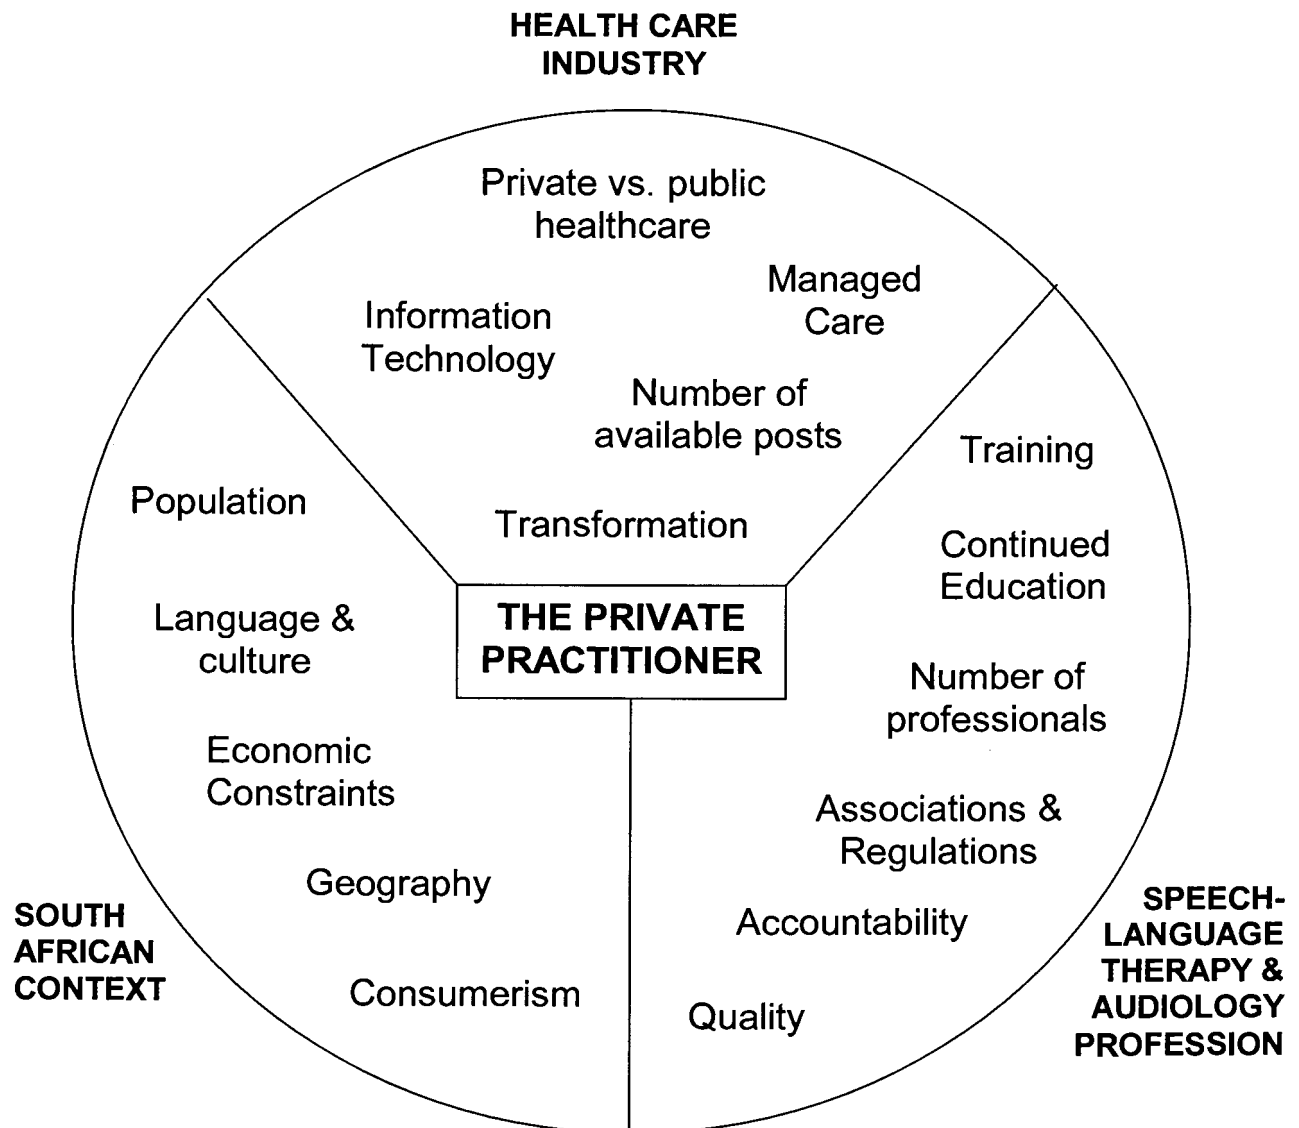 HEALTH CARE
INDUSTRY
Private vs. public
healthcare
Managed
Care
Information
Technology
Number of
available posts
Transformation
Training
Continued
Education
Number of
professionals
Associations &
Regulations
Accountability
Quality
SPEECH-
LANGUAGE
THERAPY &
AUDIOLOGY
PROFESSION
Population
Language &
culture
Economic
Constraints
Geography
Consumerism
SOUTH
AFRICAN
CONTEXT
THE PRIVATE
PRACTITIONER